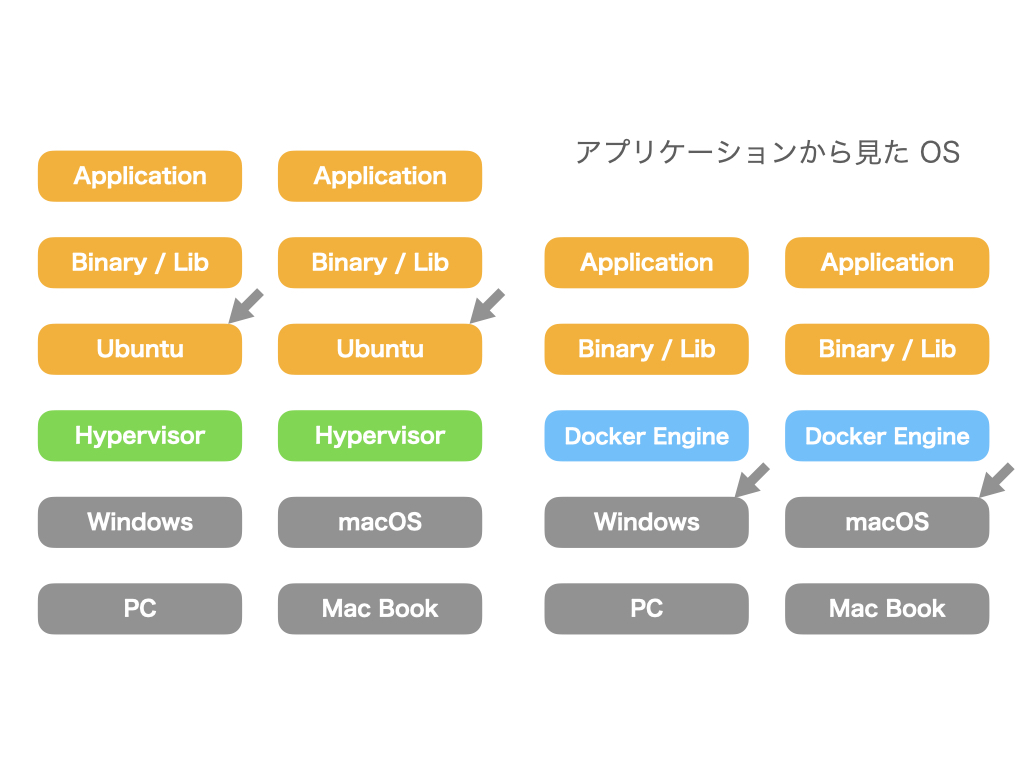 アプリケーションから見た OS
Application
Binary / Lib
Ubuntu
Hypervisor
Windows
PC
Application
Binary / Lib
Ubuntu
Hypervisor
macOS
Mac Book
Application
Binary / Lib
Docker Engine
Windows
PC
Application
Binary / Lib
Docker Engine
macOS
Mac Book